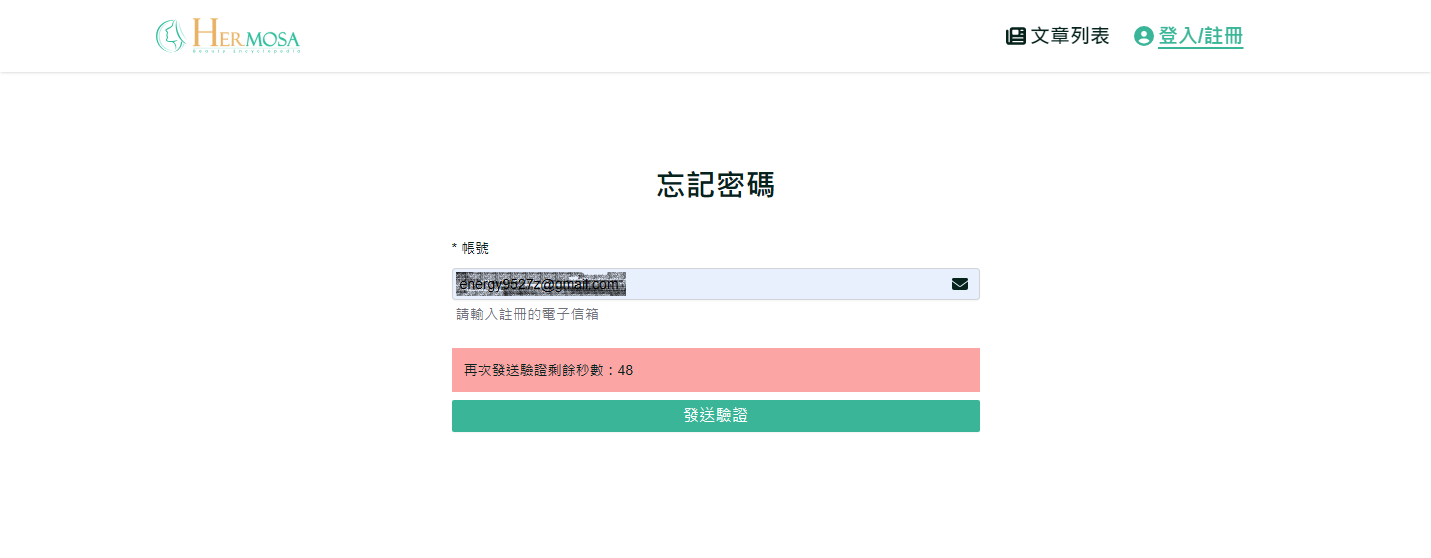 HERMOSA
Beauty Encyclopedia
文章列表
登入/註冊
忘記密碼
* 帳號
energy9527z@gmail.com
請輸入註冊的電子信箱
再次發送驗證剩餘秒數：48
發送驗證